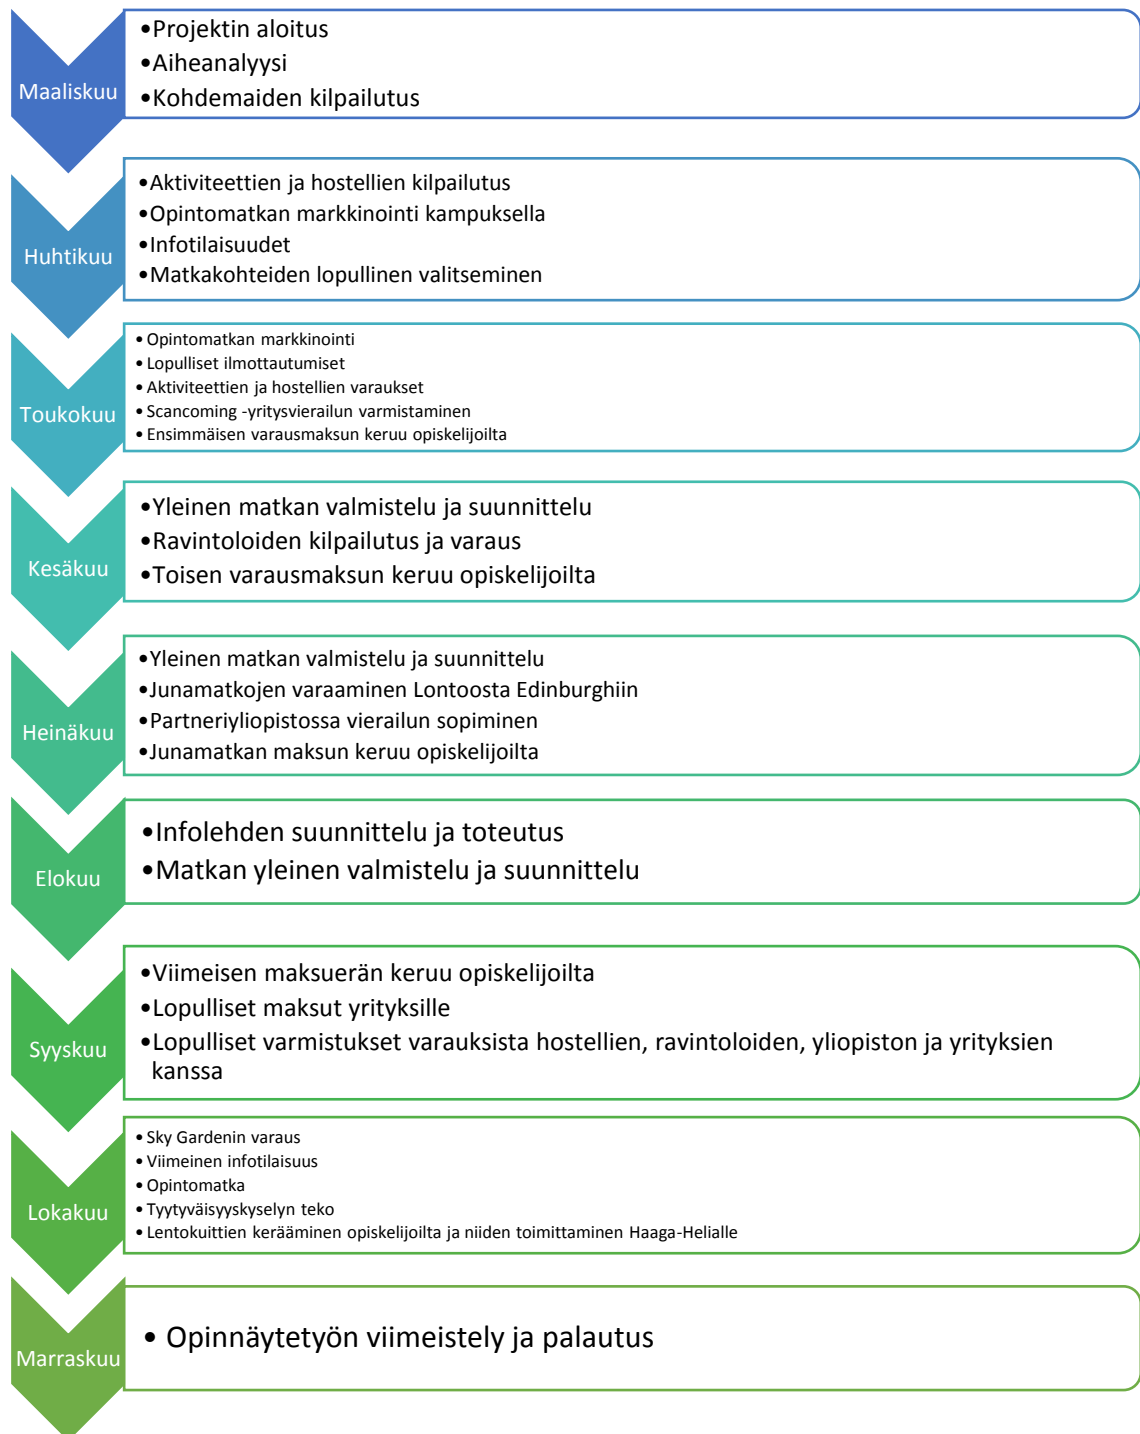 Maaliskuu
•Projektin aloitus
•Aiheanalyysi
•Kohdemaiden kilpailutus
Huhtikuu
•Aktiviteettien ja hostellien kilpailutus
•Opintomatkan markkinointi kampuksella
•Infotilaisuudet
•Matkakohteiden lopullinen valitseminen
Toukokuu
•Opintomatkan markkinointi
•Lopulliset ilmottautumiset
•Aktiviteettien ja hostellien varaukset
•Scancoming -yritysvierailun varmistaminen
•Ensimmäisen varausmaksun keruu opiskelijoilta
Kesäkuu
•Yleinen matkan valmistelu ja suunnittelu
•Ravintoloiden kilpailutus ja varaus
•Toisen varausmaksun keruu opiskelijoilta
Heinäkuu
•Yleinen matkan valmistelu ja suunnittelu
•Junamatkojen varaaminen Lontoosta Edinburghiin
•Partneriyliopistossa vierailun sopiminen
•Junamatkan maksun keruu opiskelijoilta
Elokuu
•Infolehden suunnittelu ja toteutus
•Matkan yleinen valmistelu ja suunnittelu
Syyskuu
•Viimeisen maksuerän keruu opiskelijoilta
•Lopulliset maksut yrityksille
•Lopulliset varmistukset varauksista hostellien, ravintoloiden, yliopiston ja yrityksien
kanssa
Lokakuu
•Sky Gardenin varaus
•Viimeinen infotilaisuus
•Opintomatka
•Tyytyväisyyskyselyn teko
•Lentokuittien kerääminen opiskelijoilta ja niiden toimittaminen Haaga-Helialle
Marraskuu
• Opinnäytetyön viimeistely ja palautus